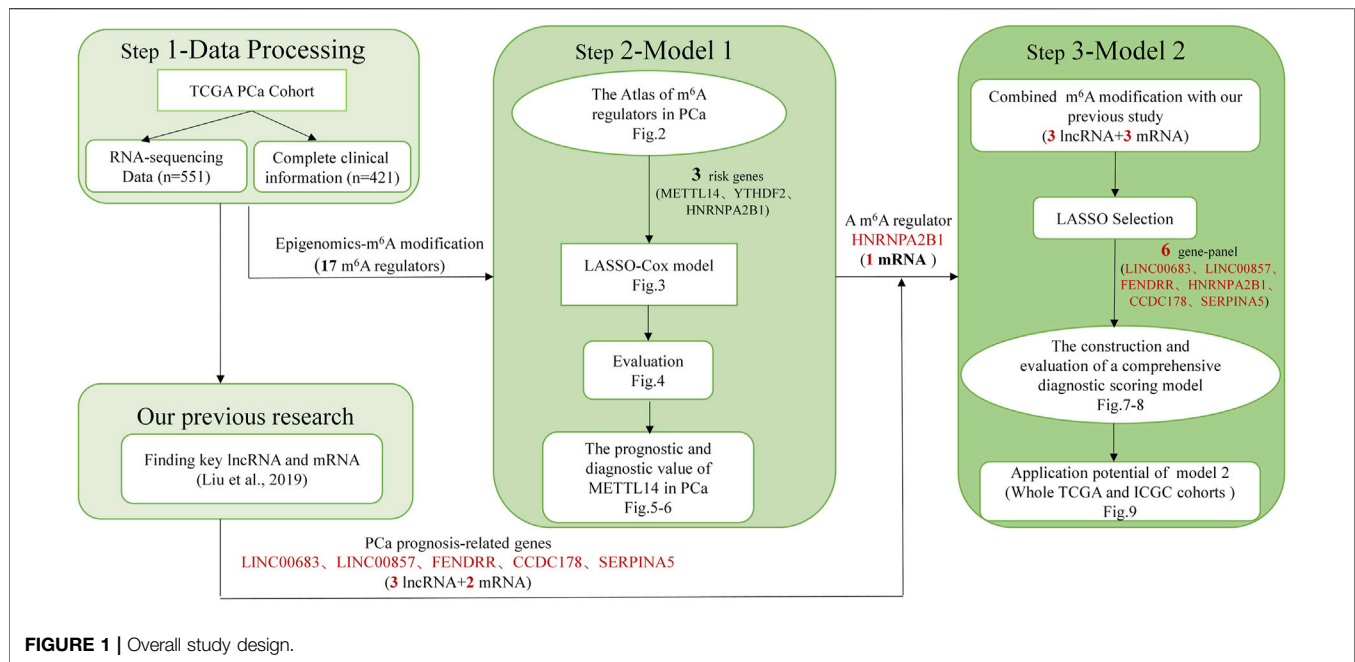 Step 1-Data Processing
TCGA PCa Cohort
RNA-sequencing
Data (n=551)
Complete clinical
information (n=421)
Epigenomics-m⁶A modification
(17 m⁶A regulators)
Our previous research
Finding key lncRNA and mRNA
(Liu et al., 2019)
PCa prognosis-related genes
LINC00683、LINC00857、FENDRR、CCDC178、SERPINA5
(3 lncRNA+2 mRNA)
Step 2-Model 1
The Atlas of m⁶A
regulators in PCa
Fig.2
3 risk genes
(METTL14、YTHDF2、
HNRNPA2B1)
LASSO-Cox model
Fig.3
Evaluation
Fig.4
The prognostic and
diagnostic value of
METTL14 in PCa
Fig.5-6
A m⁶A regulator
HNRNPA2B1
(1 mRNA )
Step 3-Model 2
Combined m⁶A modification with our
previous study
(3 lncRNA+3 mRNA)
LASSO Selection
6 gene-panel
(LINC00683、LINC00857、
FENDRR、HNRNPA2B1、
CCDC178、SERPINA5)
The construction and
evaluation of a comprehensive
diagnostic scoring model
Fig.7-8
Application potential of model 2
(Whole TCGA and ICGC cohorts )
Fig.9
FIGURE 1 | Overall study design.